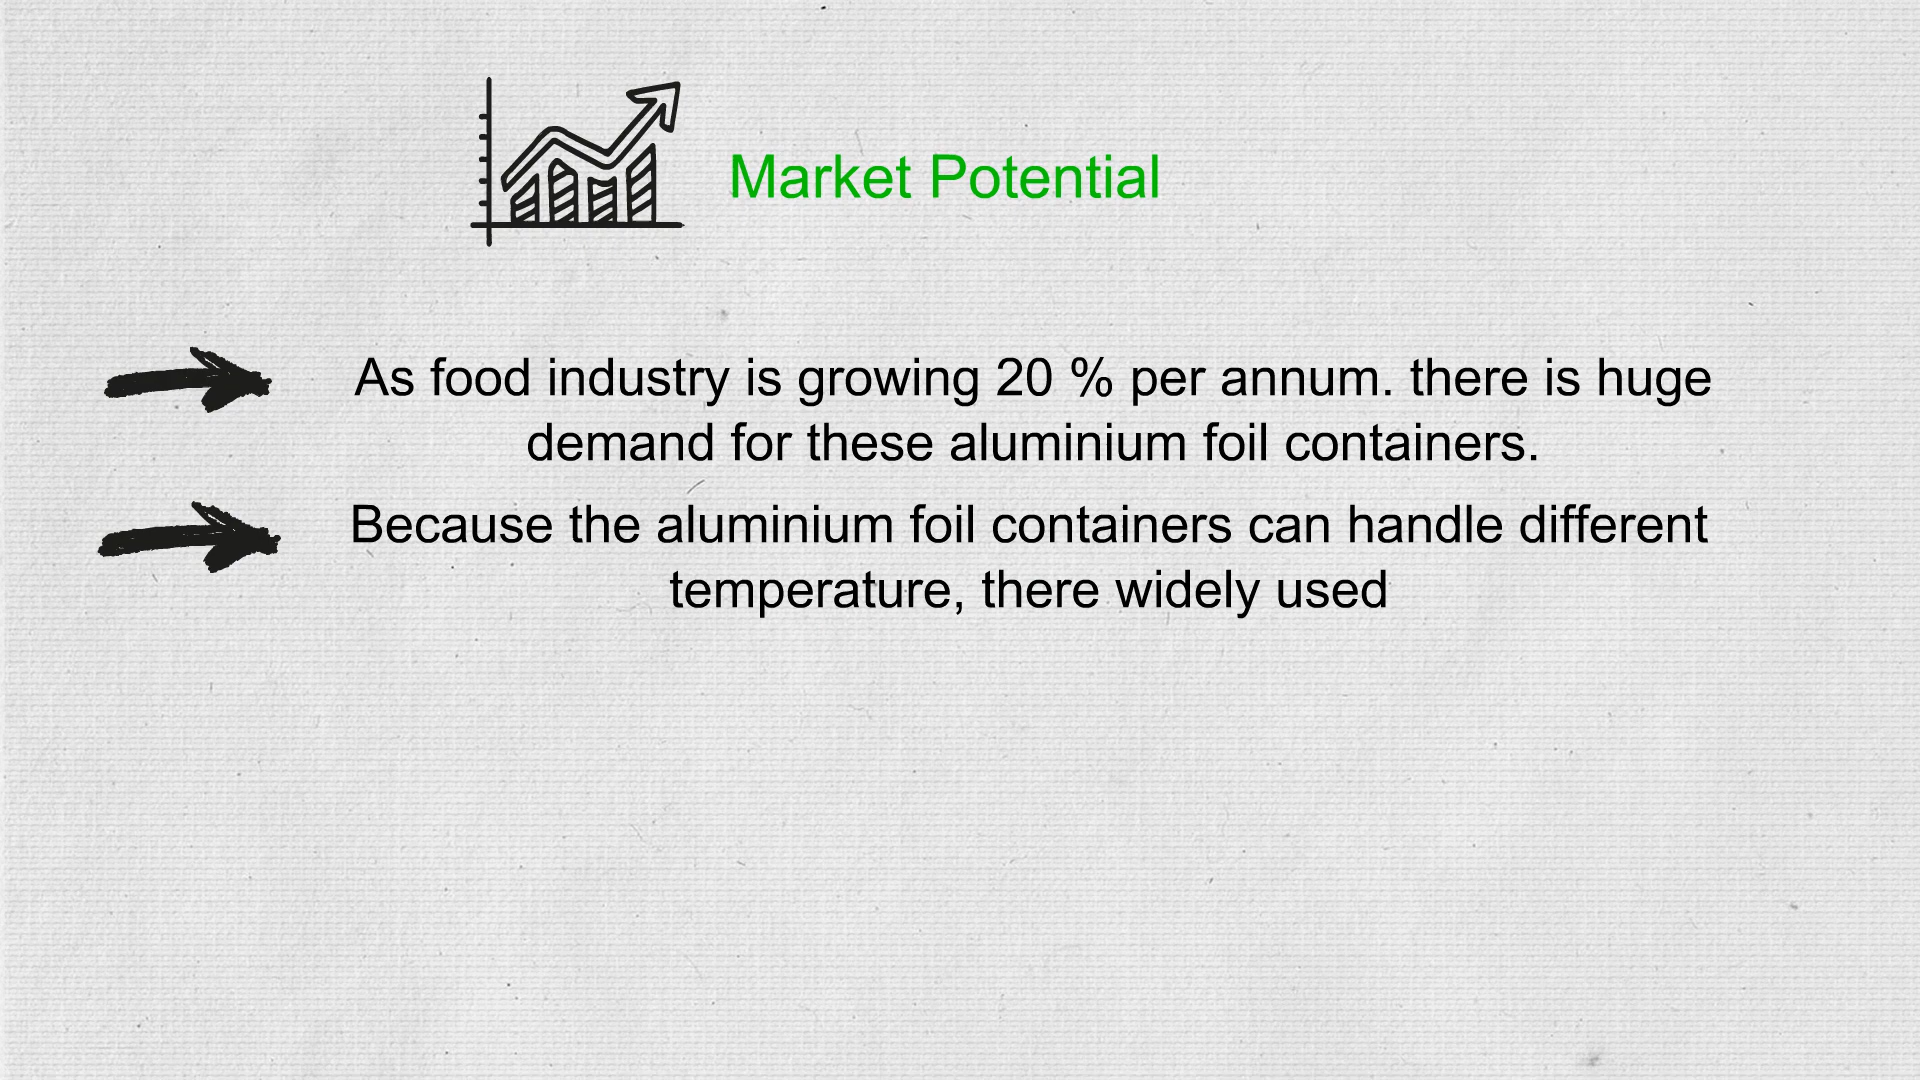 Market Potential
As food industry is growing 20 % per annum. there is huge
demand for these aluminium foil containers.
Because the aluminium foil containers can handle different
temperature, there widely used